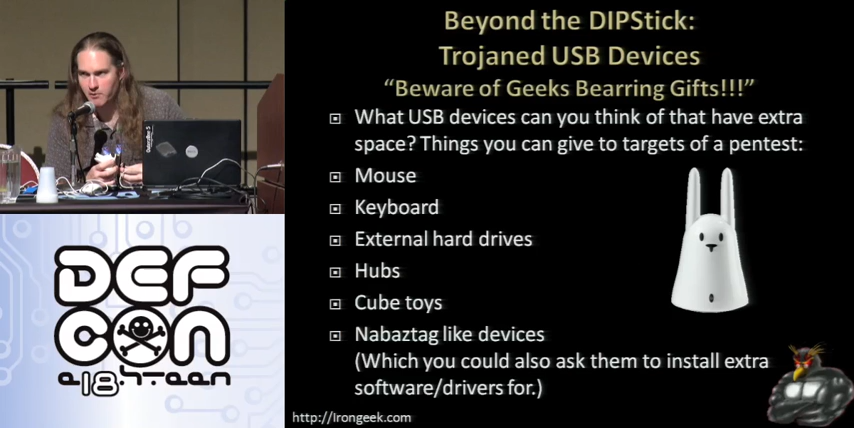 Beyond the DIPStick:
Trojaned USB Devices
“Beware of Geeks Bearring Gifts!!!”
What USB devices can you think of that have extra
space? Things you can give to targets of a pentest:
Mouse
Keyboard
External hard drives
Hubs
Cube toys
Nabaztag like devices
(Which you could also ask them to install extra
software/drivers for.)
http://Irongeek.com
DEF
CON
e18hteen